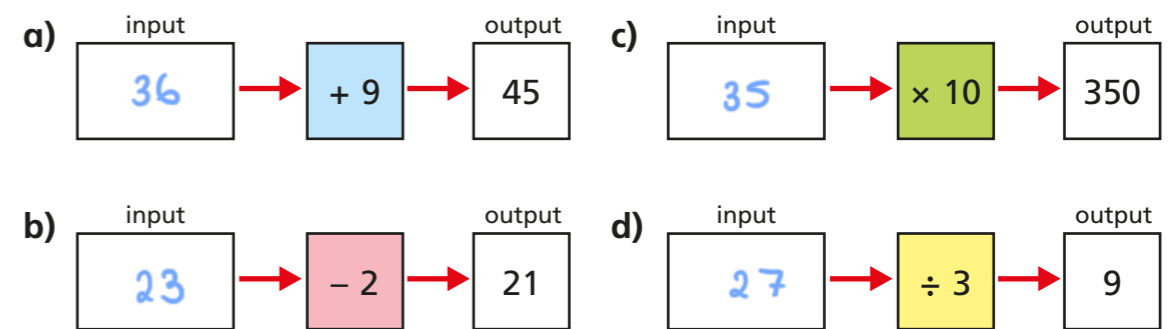 a) input output c) input output
36 + 9 45 35 × 10 350
b) input output d) input output
23 − 2 21 27 ÷ 3 9